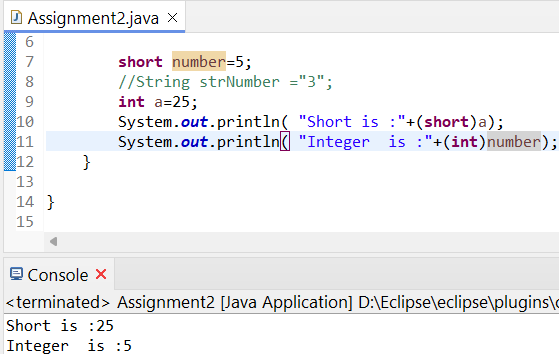 Assignment2.java
6
7 short number=5;
8 //String strNumber ="3";
9 int a=25;
10 System.out.println( "Short is :"+(short)a);
11 System.out.println( "Integer  is :"+(int)number);
12 }
13
14 }
15
Console
<terminated> Assignment2 [Java Application] D:\Eclipse\eclipse\plugins\
Short is :25
Integer  is :5